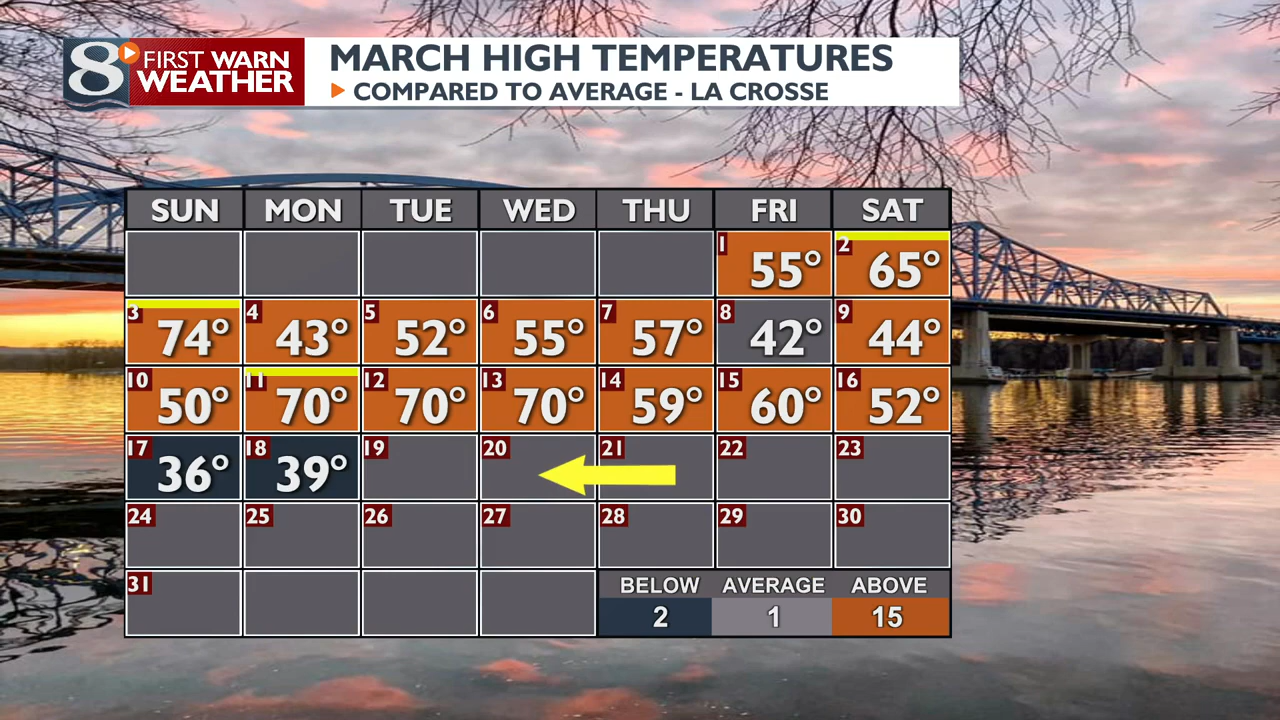 8 FIRST WARN WEATHER
MARCH HIGH TEMPERATURES
COMPARED TO AVERAGE - LA CROSSE
SUN MON TUE WED THU FRI SAT
1 55° 2 65°
3 74° 4 43° 5 52° 6 55° 7 57° 8 42° 9 44°
10 50° 11 70° 12 70° 13 70° 14 59° 15 60° 16 52°
17 36° 18 39° 19 20 21 22 23
24 25 26 27 28 29 30
31
BELOW AVERAGE ABOVE
2 1 15